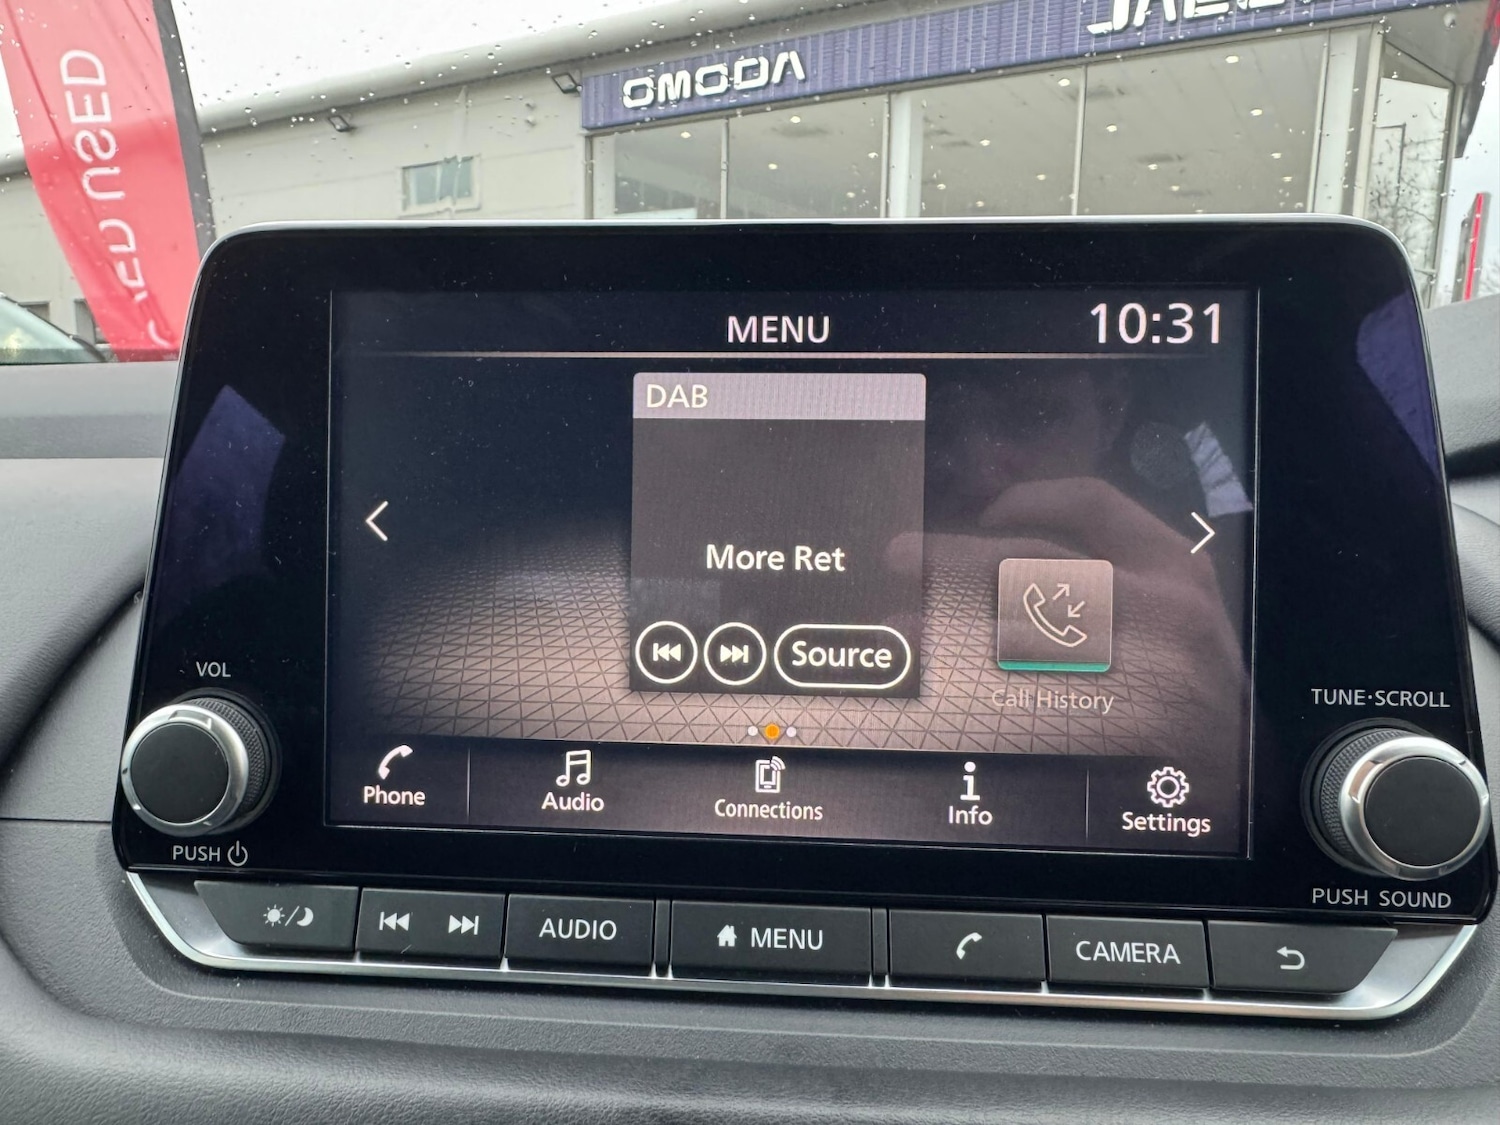 OMODA
USED
MENU
10:31
DAB
More Ret
Source
Call History
Phone
Audio
Connections
Info
Settings
VOL
PUSH
TUNE·SCROLL
PUSH SOUND
AUDIO
MENU
CAMERA